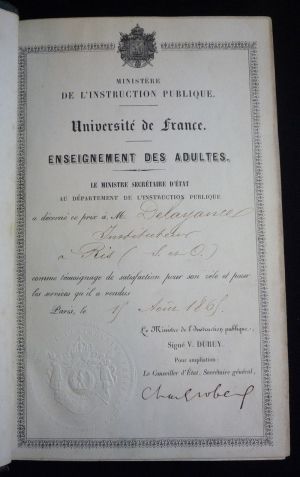 MINISTÈRE
DE L'INSTRUCTION PUBLIQUE.
Université de France.
ENSEIGNEMENT DES ADULTES.
LE MINISTRE SECRÉTAIRE D'ÉTAT
AU DÉPARTEMENT DE L'INSTRUCTION PUBLIQUE
a décerné ce prix à M. Delayance
Instituteur
à Ris (S. et O.)
comme témoignage de satisfaction pour son zèle et pour
les services qu'il a rendus
Paris, le 15 Août 186
Le Ministre de l'Instruction publique,
Signé V. DURUY.
Pour ampliation:
Le Conseiller d'État, Secrétaire général,